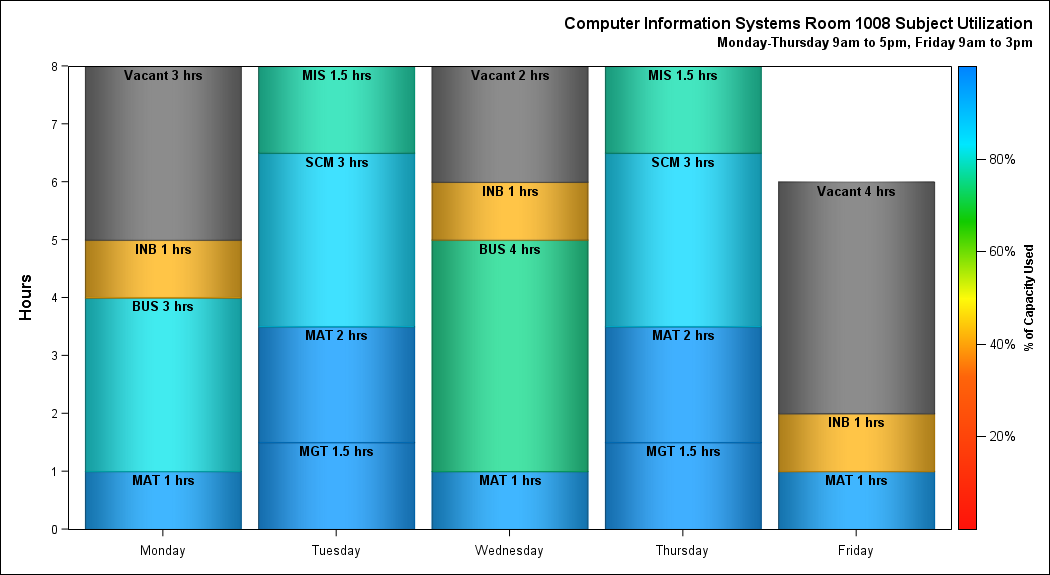 Computer Information Systems Room 1008 Subject Utilization
Monday-Thursday 9am to 5pm, Friday 9am to 3pm
Hours
8
7
6
5
4
3
2
1
0
Vacant 3 hrs
INB 1 hrs
BUS 3 hrs
MAT 1 hrs
MIS 1.5 hrs
SCM 3 hrs
MAT 2 hrs
MGT 1.5 hrs
Vacant 2 hrs
INB 1 hrs
BUS 4 hrs
MAT 1 hrs
MIS 1.5 hrs
SCM 3 hrs
MAT 2 hrs
MGT 1.5 hrs
Vacant 4 hrs
INB 1 hrs
MAT 1 hrs
Monday
Tuesday
Wednesday
Thursday
Friday
80%
60%
40%
20%
% of Capacity Used